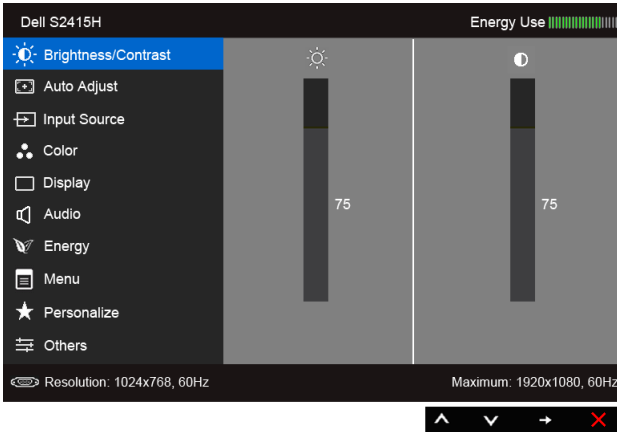 Dell S2415H
Energy Use
Brightness/Contrast
Auto Adjust
Input Source
Color
Display
Audio
Energy
Menu
Personalize
Others
75
75
Resolution: 1024x768, 60Hz
Maximum: 1920x1080, 60Hz